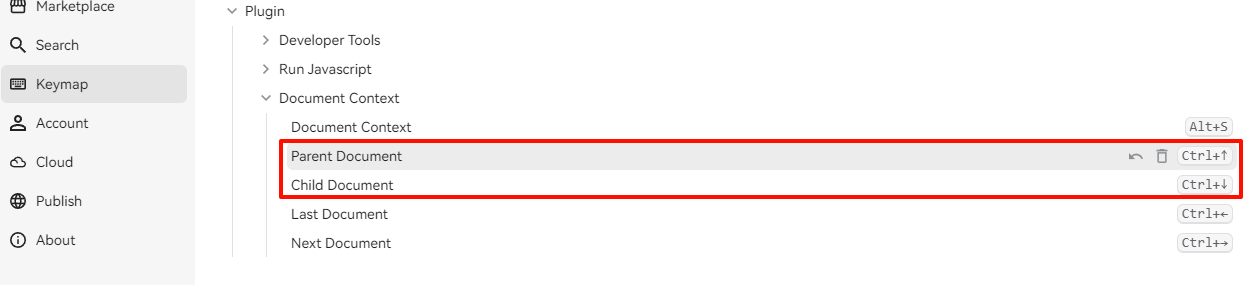 Marketplace
Search
Keymap
Account
Cloud
Publish
About
Plugin
Developer Tools
Run Javascript
Document Context
Document Context Alt+S
Parent Document Ctrl+↑
Child Document Ctrl+↓
Last Document Ctrl+←
Next Document Ctrl+→